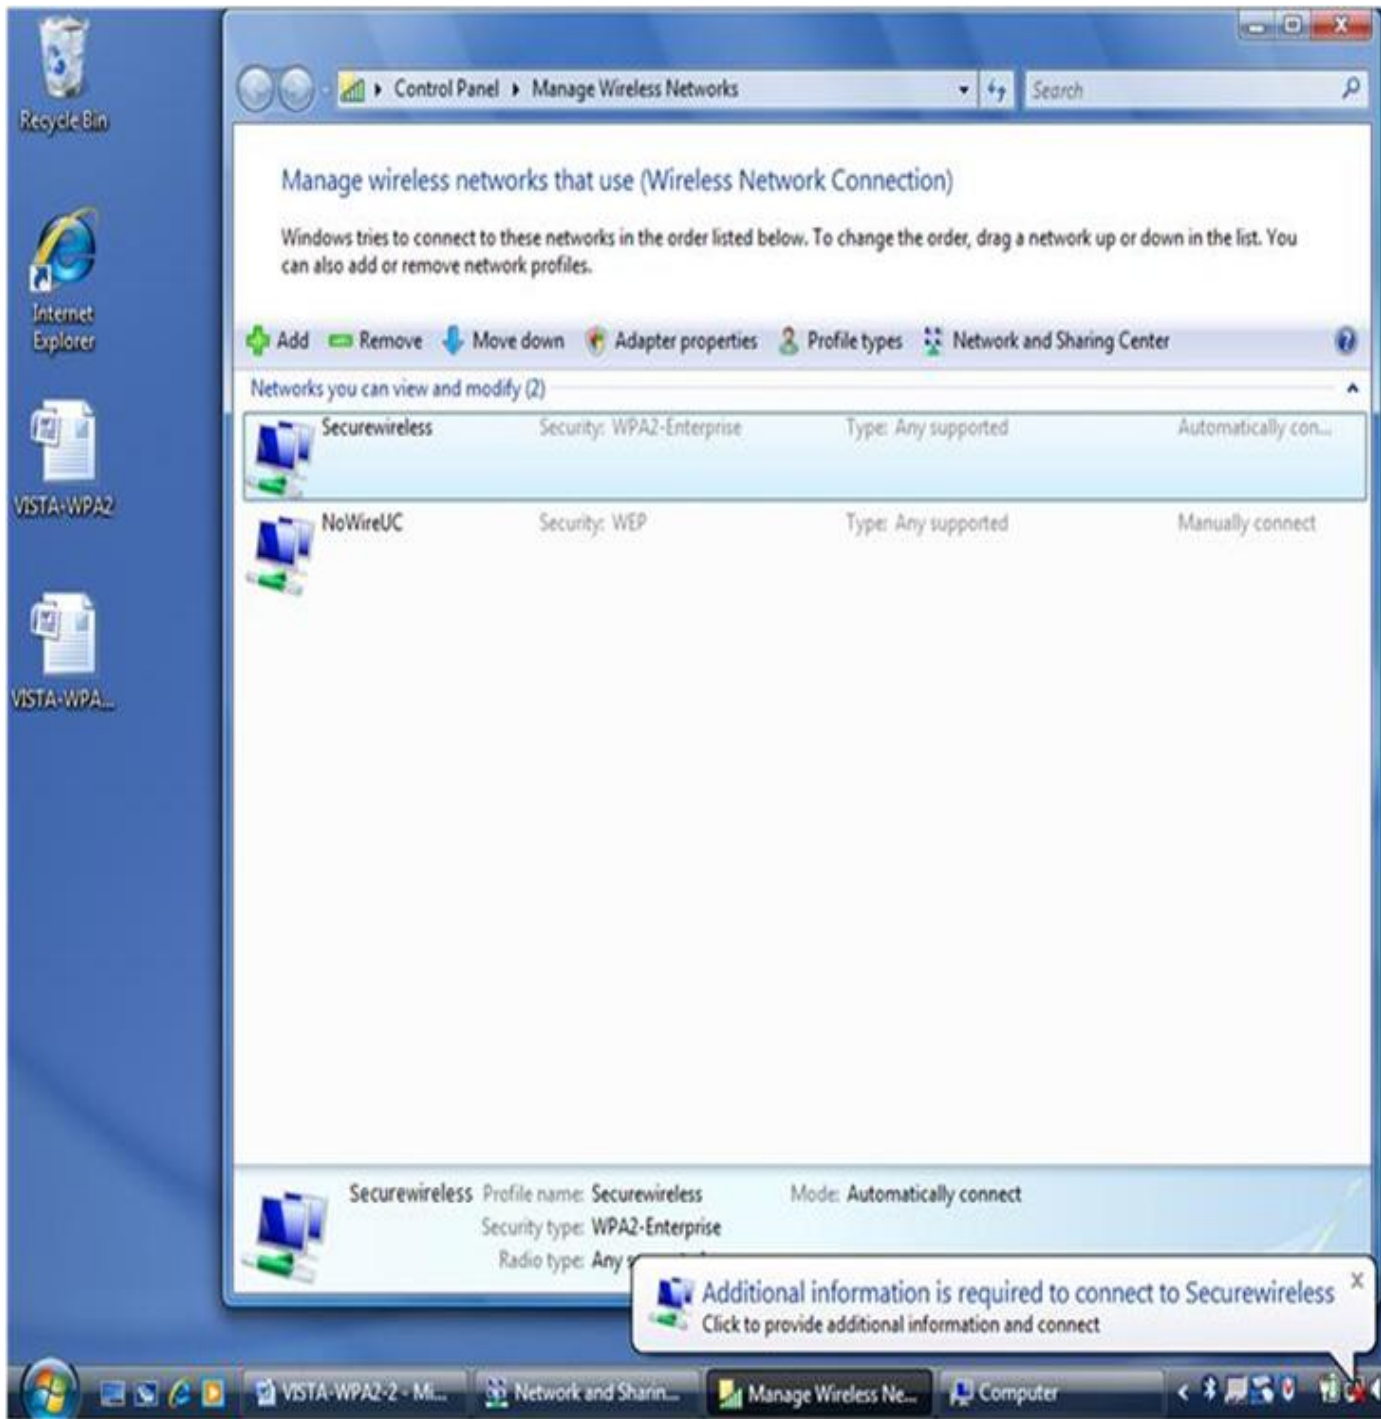 Recycle Bin
Internet
Explorer
VISTA-WPA2
VISTA-WPA...
Control Panel
Manage Wireless Networks
Search
Manage wireless networks that use (Wireless Network Connection)
Windows tries to connect to these networks in the order listed below. To change the order, drag a network up or down in the list. You
can also add or remove network profiles.
Add Remove Move down Adapter properties Profile types Network and Sharing Center
Networks you can view and modify (2)
Securewireless Security: WPA2-Enterprise Type: Any supported Automatically con...
NoWireUC Security: WEP Type: Any supported Manually connect
Securewireless Profile name: Securewireless Mode: Automatically connect
Security type: WPA2-Enterprise
Radio type: Any
Additional information is required to connect to Securewireless
Click to provide additional information and connect
VISTA-WPA2-2 - Mi... Network and Sharin... Manage Wireless Ne... Computer